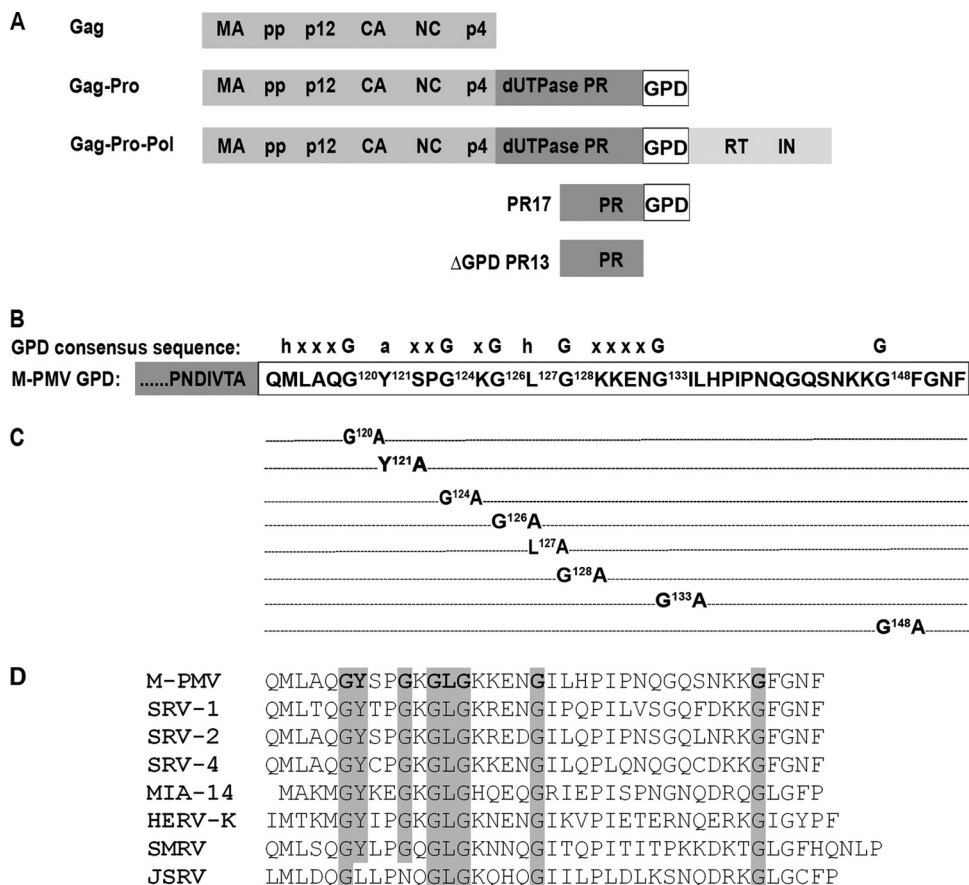 A
Gag MA pp p12 CA NC p4
Gag-Pro MA pp p12 CA NC p4 dUTPase PR GPD
Gag-Pro-Pol MA pp p12 CA NC p4 dUTPase PR GPD RT IN
PR17 PR GPD
ΔGPD PR13 PR
B
GPD consensus sequence: h x x x x G a x x G x G h G x x x x G G
M-PMV GPD: ......PNDIVTA QMLAQG¹²⁰Y¹²¹SPG¹²⁴KG¹²⁶L¹²⁷G¹²⁸KKENG¹³³ILHPIPNQGQSNKKG¹⁴⁸FGNF
C
G¹²⁰A
Y¹²¹A
G¹²⁴A
G¹²⁶A
L¹²⁷A
G¹²⁸A
G¹³³A
G¹⁴⁸A
D
M-PMV QMLAQGYSPGKGLGKKENGILHPIPNQGQSNKKGFGNF
SRV-1 QMLTQGYTPGKGLGKRENGIPQPILVSGQFDKKGFGNF
SRV-2 QMLAQGYSPGKGLGKREDGILQPIPNSGQLNRKGFGNF
SRV-4 QMLAQGYCPGKGLGKRENGILQPLQNQGQCDKKGFGNF
MIA-14 MAKMGYKEGKGLGHQEQGRIEPISPNGNQDRQGLGFP
HERV-K IMTKMGYIPGKGLGKNENGIKVPIETERNQERKGIGYPF
SMRV QMLSQGYLPGQGLGKNNQGITQPITITPKKDKTGLGFHQNLP
JSRV LMLDQGLLPNQGLGKQHQGIILPLDLKSNQDRKGLGCFP